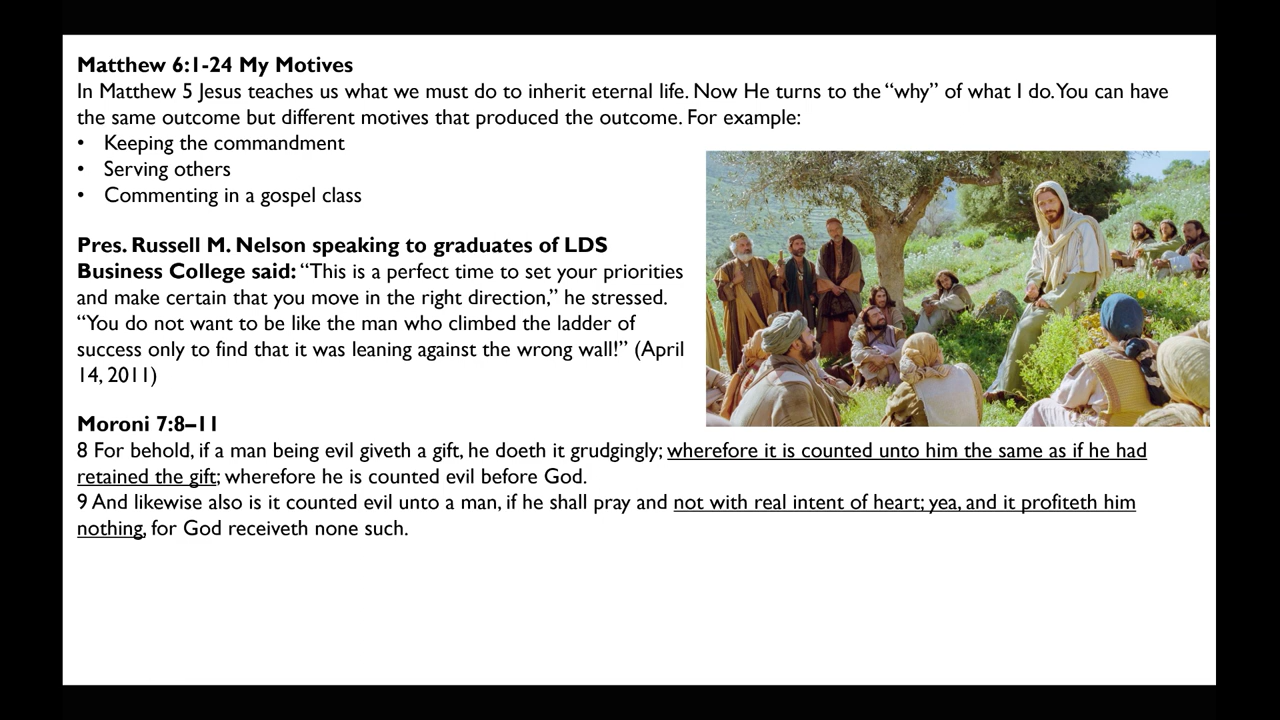 Matthew 6:1-24 My Motives
In Matthew 5 Jesus teaches us what we must do to inherit eternal life. Now He turns to the “why” of what I do. You can have
the same outcome but different motives that produced the outcome. For example:
• Keeping the commandment
• Serving others
• Commenting in a gospel class
Pres. Russell M. Nelson speaking to graduates of LDS
Business College said: “This is a perfect time to set your priorities
and make certain that you move in the right direction,” he stressed.
“You do not want to be like the man who climbed the ladder of
success only to find that it was leaning against the wrong wall!” (April
14, 2011)
Moroni 7:8–11
8 For behold, if a man being evil giveth a gift, he doeth it grudgingly; wherefore it is counted unto him the same as if he had
retained the gift; wherefore he is counted evil before God.
9 And likewise also is it counted evil unto a man, if he shall pray and not with real intent of heart; yea, and it profiteth him
nothing, for God receiveth none such.